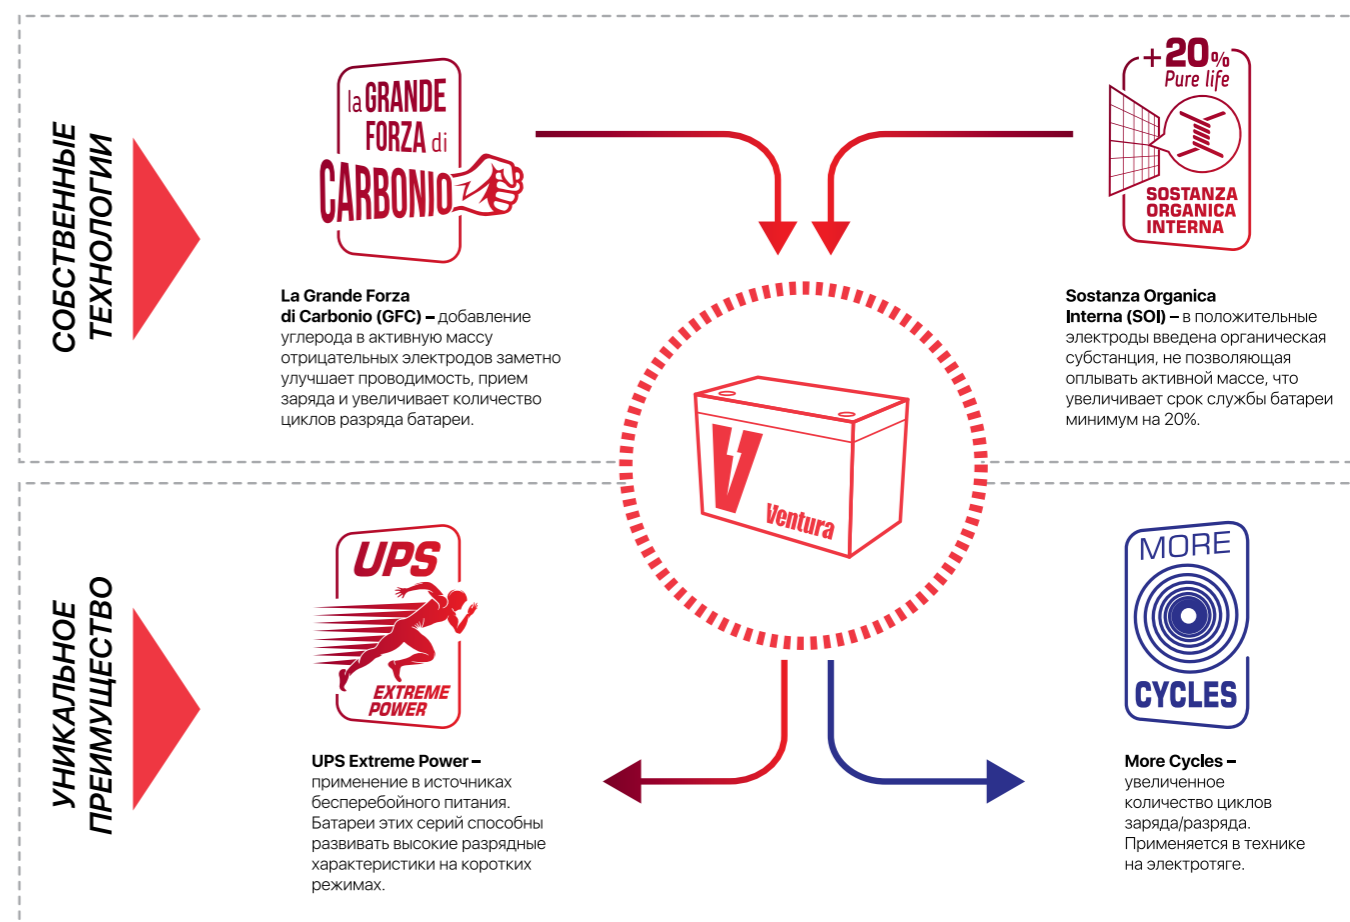 СОБСТВЕННЫЕ
ТЕХНОЛОГИИ
la GRANDE
FORZA di
CARBONIO
La Grande Forza
di Carbonio (GFC) – добавление
углерода в активную массу
отрицательных электродов заметно
улучшает проводимость, прием
заряда и увеличивает количество
циклов разряда батареи.
+20%
Pure life
SOSTANZA
ORGANICA
INTERNA
Sostanza Organica
Interna (SOI) – в положительные
электроды введена органическая
субстанция, не позволяющая
оплывать активной массе, что
увеличивает срок службы батареи
минимум на 20%.
V
Ventura
УНИКАЛЬНОЕ
ПРЕИМУЩЕСТВО
UPS
EXTREME
POWER
UPS Extreme Power –
применение в источниках
бесперебойного питания.
Батареи этих серий способны
развивать высокие разрядные
характеристики на коротких
режимах.
MORE
CYCLES
More Cycles –
увеличенное
количество циклов
заряда/разряда.
Применяется в технике
на электротяге.